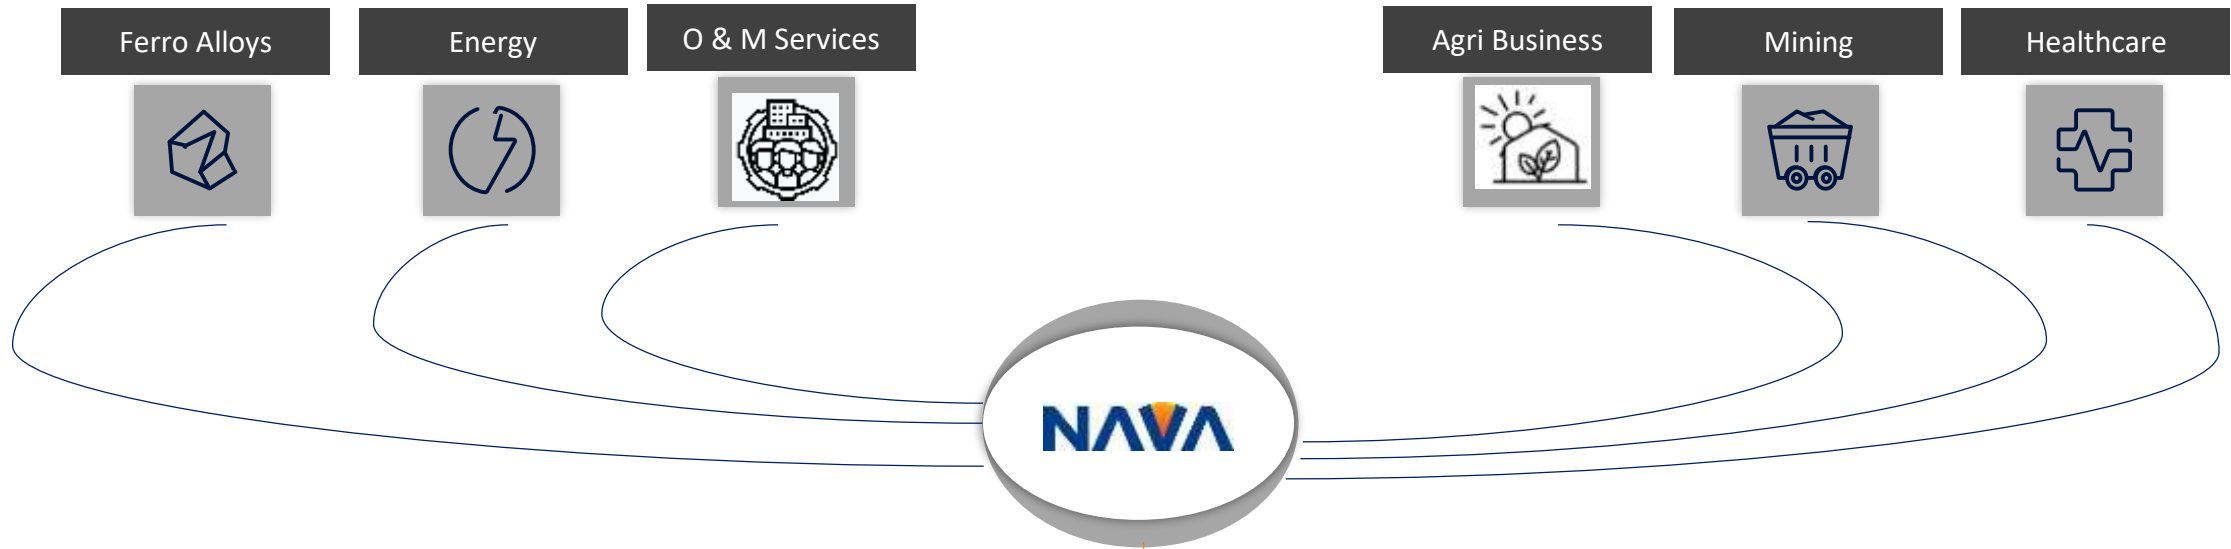 Ferro Alloys
Energy
O & M Services
Agri Business
Mining
Healthcare
NAVA